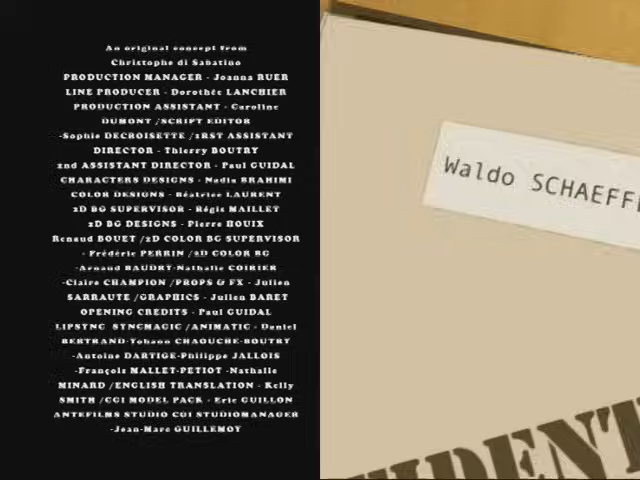 An original concept from
Christophe di Sabatino
PRODUCTION MANAGER - Joanna RUER
LINE PRODUCER - Dorothée LANCHIER
PRODUCTION ASSISTANT - Caroline
DUMONT /SCRIPT EDITOR
-Sophie DECROISETTE /1RST ASSISTANT
DIRECTOR - Thierry BOUTRY
2nd ASSISTANT DIRECTOR - Paul GUIDAL
CHARACTERS DESIGNS - Nadia BRAHIMI
COLOR DESIGNS - Béatrice LAURENT
2D BG SUPERVISOR - Régis MAILLET
2D BG DESIGNS - Pierre HOUIX
Renaud BOUET /2D COLOR BG SUPERVISOR
- Frédéric PERRIN /2D COLOR BG
-Arnaud BAUDRY-Nathalie COIRIER
-Claire CHAMPION /PROPS & FX - Julien
SARRAUTE /GRAPHICS - Julien BARET
OPENING CREDITS - Paul GUIDAL
LIPSYNC SYNCMAGIC /ANIMATIC - Daniel
BERTRAND-Yohann CHAOUCHE-BOUTRY
-Antoine DARTIGE-Philippe JALLOIS
-François MALLET-PETIOT -Nathalie
MINARD /ENGLISH TRANSLATION - Kelly
SMITH /CGI MODEL PACK - Eric GUILLON
ANTEFILMS STUDIO CGI STUDIOMANAGER
-Jean-Marc GUILLEMOT
Waldo SCHAEFF
IDENT